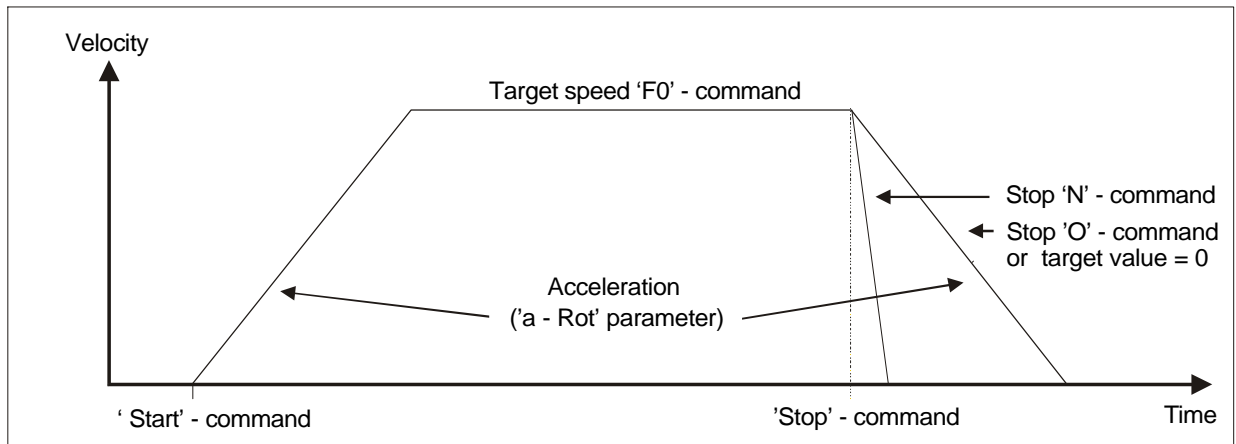 Velocity
Target speed ‘F0’ - command
Stop ‘N’ - command
Stop ’O’ - command
or target value = 0
Acceleration
(’a - Rot’ parameter)
‘ Start’ - command
’Stop’ - command
Time